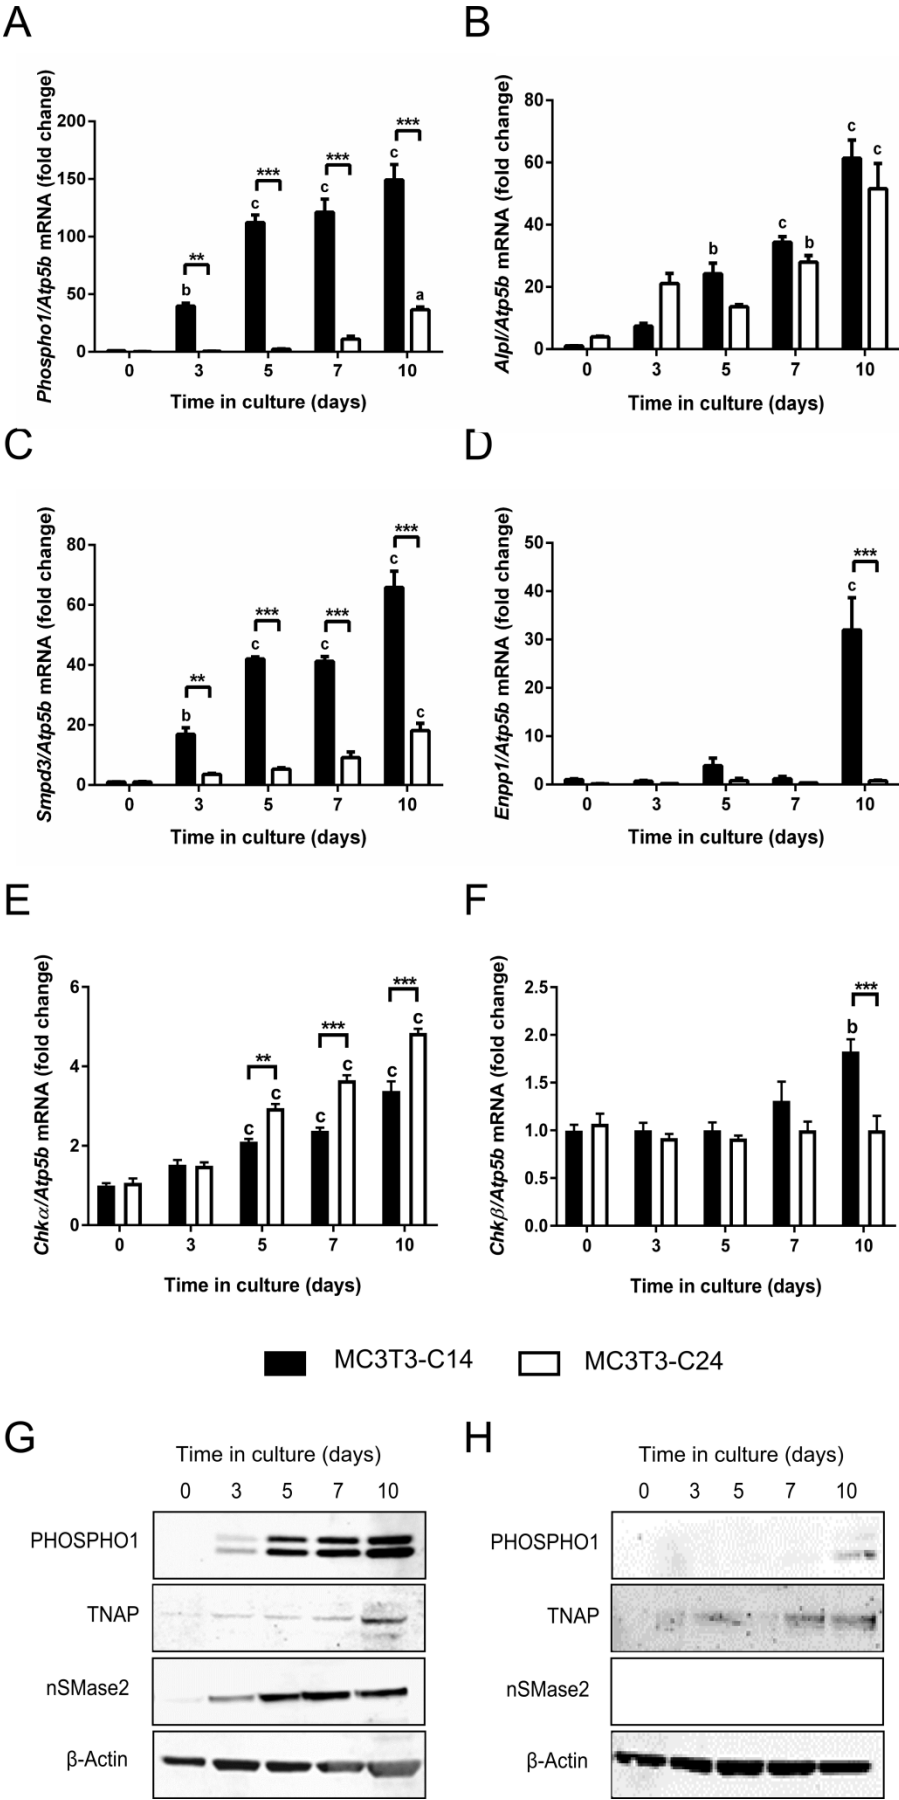 A
Phospho1/Atp5b mRNA (fold change)
200
150
100
50
0
b
**
c
***
c
***
c
***
a
0 3 5 7 10
Time in culture (days)
B
Alpl/Atp5b mRNA (fold change)
80
60
40
20
0
b
c
b
c
c
0 3 5 7 10
Time in culture (days)
C
Smpd3/Atp5b mRNA (fold change)
80
60
40
20
0
b
**
c
***
c
***
c
***
c
0 3 5 7 10
Time in culture (days)
D
Enpp1/Atp5b mRNA (fold change)
50
40
30
20
10
0
c
***
0 3 5 7 10
Time in culture (days)
E
Chkα/Atp5b mRNA (fold change)
6
4
2
0
c
**
c
c
***
c
c
***
c
0 3 5 7 10
Time in culture (days)
F
Chkβ/Atp5b mRNA (fold change)
2.5
2.0
1.5
1.0
0.5
0.0
b
***
0 3 5 7 10
Time in culture (days)
MC3T3-C14 MC3T3-C24
G
Time in culture (days)
0 3 5 7 10
PHOSPHO1
TNAP
nSMase2
β-Actin
H
Time in culture (days)
0 3 5 7 10
PHOSPHO1
TNAP
nSMase2
β-Actin